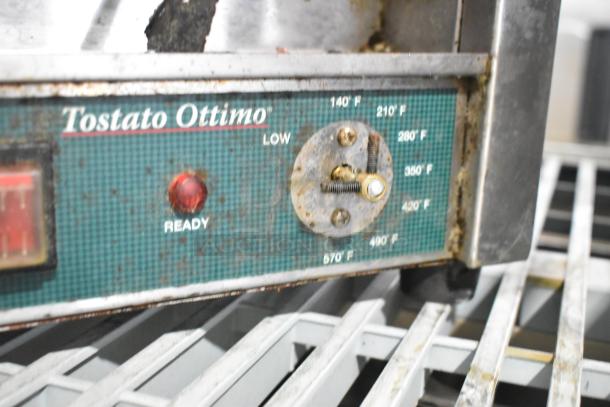 Tostato Ottimo®
LOW
140° F
210° F
280° F
350° F
420° F
490° F
570° F
READY